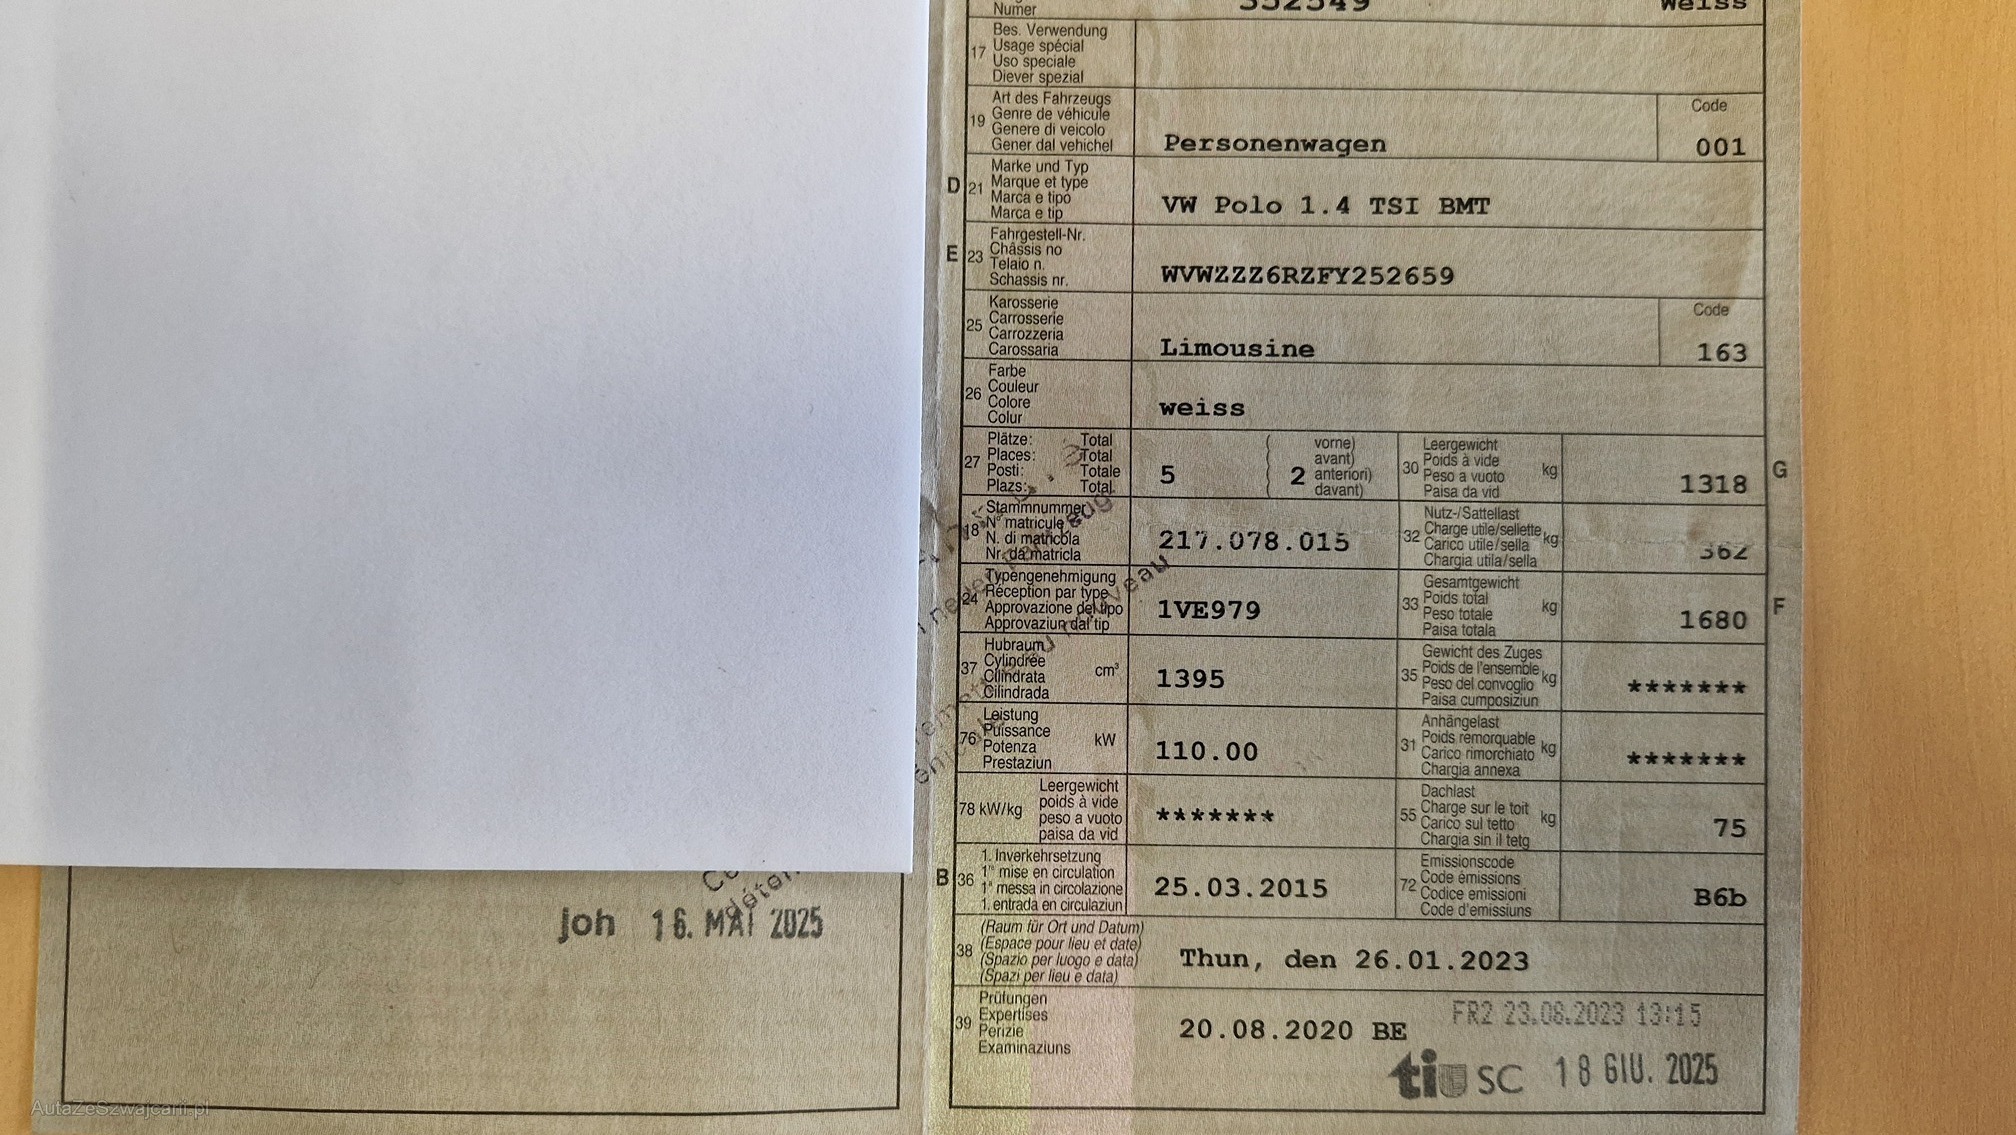 Numer 352549 Weiss
17 Bes. Verwendung
Usage spécial
Uso speciale
Diever spezial
19 Art des Fahrzeugs
Genre de véhicule
Genere di veicolo
Gener dal vehichel
Personenwagen
Code
001
D 21 Marke und Typ
Marque et type
Marca e tipo
Marca e tip
VW Polo 1.4 TSI BMT
E 23 Fahrgestell-Nr.
Châssis no
Telaio n.
Schassis nr.
WVWZZZ6RZFY252659
25 Karosserie
Carrosserie
Carrozzeria
Carossaria
Limousine
Code
163
26 Farbe
Couleur
Colore
Colur
weiss
27 Plätze: Total
Places: Total
Posti: Totale
Plazs: Total
5
2
( vorne)
avant)
anteriori)
( davant)
30 Leergewicht
Poids à vide kg
Peso a vuoto
Paisa da vid
1318 G
18 Stammnummer
N° matricule
N. di matricola
Nr. da matricla
217.078.015
32 Nutz-/Sattellast
Charge utile/sellette kg
Carico utile/sella
Chargia utila/sella
362
24 Typengenehmigung
Réception par type
Approvazione del tipo
Approvaziun dal tip
1VE979
33 Gesamtgewicht
Poids total kg
Peso totale
Paisa totala
1680 F
37 Hubraum
Cylindrée cm³
Cilindrata
Cilindrada
1395
35 Gewicht des Zuges
Poids de l'ensemble kg
Peso del convoglio
Paisa cumposiziun
*******
76 Leistung
Puissance kW
Potenza
Prestaziun
110.00
31 Anhängelast
Poids remorquable kg
Carico rimorchiato
Chargia annexa
*******
78 kW/kg Leergewicht
poids à vide
peso a vuoto
paisa da vid
*******
55 Dachlast
Charge sur le toit kg
Carico sul tetto
Chargia sin il tetg
75
B 36 1. Inverkehrsetzung
1re mise en circulation
1a messa in circolazione
1. entrada en circulaziun
25.03.2015
72 Emissionscode
Code émissions
Codice emissioni
Code d'emissiuns
B6b
38 (Raum für Ort und Datum)
(Espace pour lieu et date)
(Spazio per luogo e data)
(Spazi per lieu e data)
Thun, den 26.01.2023
39 Prüfungen
Expertises
Perizie
Examinaziuns
20.08.2020 BE
FR2 23.08.2023 13:15
ti SC 18 GIU. 2025
Joh 16. MAI 2025
AutaZeSzwajcarii.pl